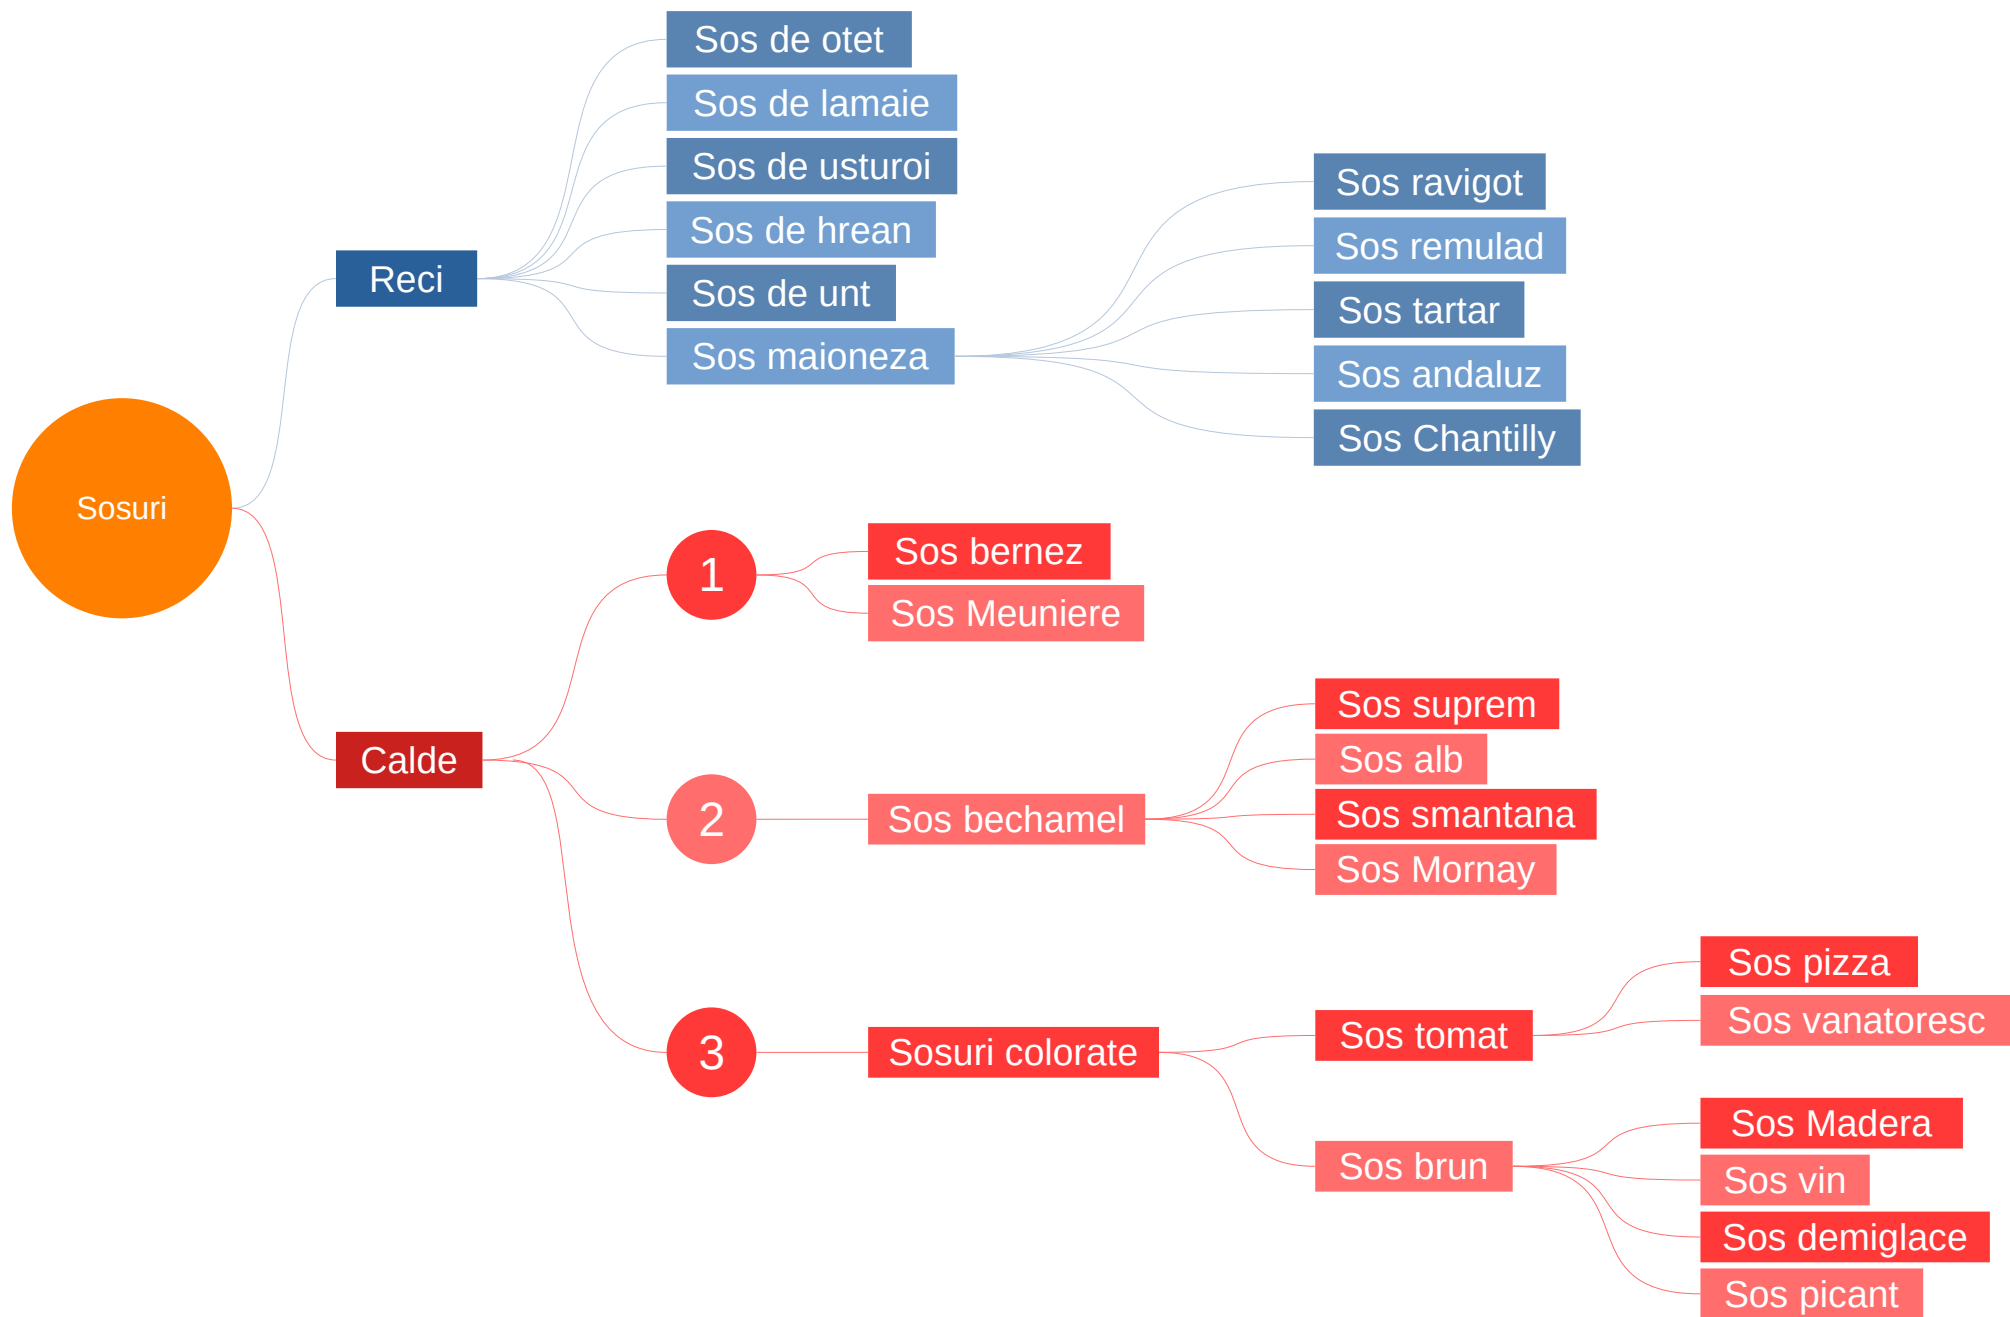 Sosuri
Reci
Sos de otet
Sos de lamaie
Sos de usturoi
Sos de hrean
Sos de unt
Sos maioneza
Sos ravigot
Sos remulad
Sos tartar
Sos andaluz
Sos Chantilly
Calde
1
Sos bernez
Sos Meuniere
2
Sos bechamel
Sos suprem
Sos alb
Sos smantana
Sos Mornay
3
Sosuri colorate
Sos tomat
Sos pizza
Sos vanatoresc
Sos brun
Sos Madera
Sos vin
Sos demiglace
Sos picant